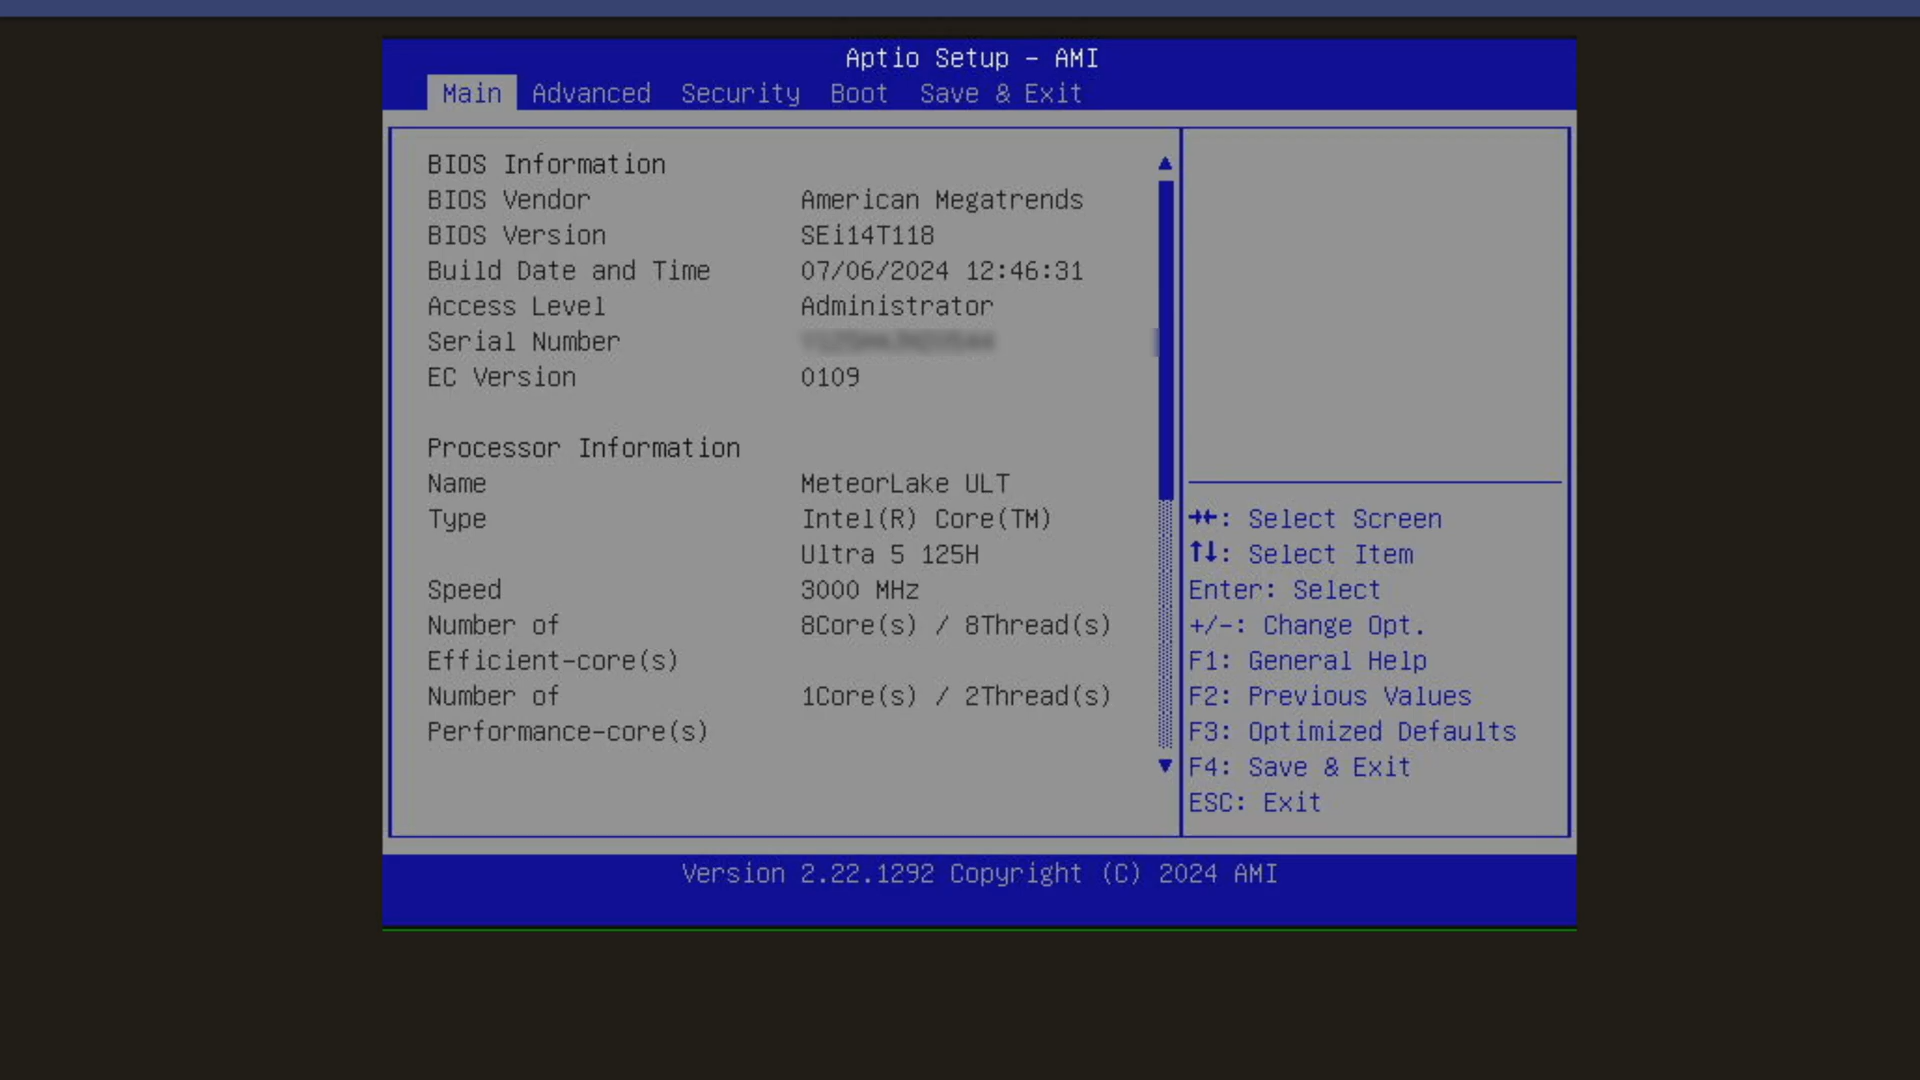 Aptio Setup - AMI
Main Advanced Security Boot Save & Exit
BIOS Information
BIOS Vendor American Megatrends
BIOS Version SEi14T118
Build Date and Time 07/06/2024 12:46:31
Access Level Administrator
Serial Number
EC Version 0109
Processor Information
Name MeteorLake ULT
Type Intel(R) Core(TM)
Ultra 5 125H
Speed 3000 MHz
Number of 8Core(s) / 8Thread(s)
Efficient-core(s)
Number of 1Core(s) / 2Thread(s)
Performance-core(s)
→←: Select Screen
↑↓: Select Item
Enter: Select
+/-: Change Opt.
F1: General Help
F2: Previous Values
F3: Optimized Defaults
F4: Save & Exit
ESC: Exit
Version 2.22.1292 Copyright (C) 2024 AMI